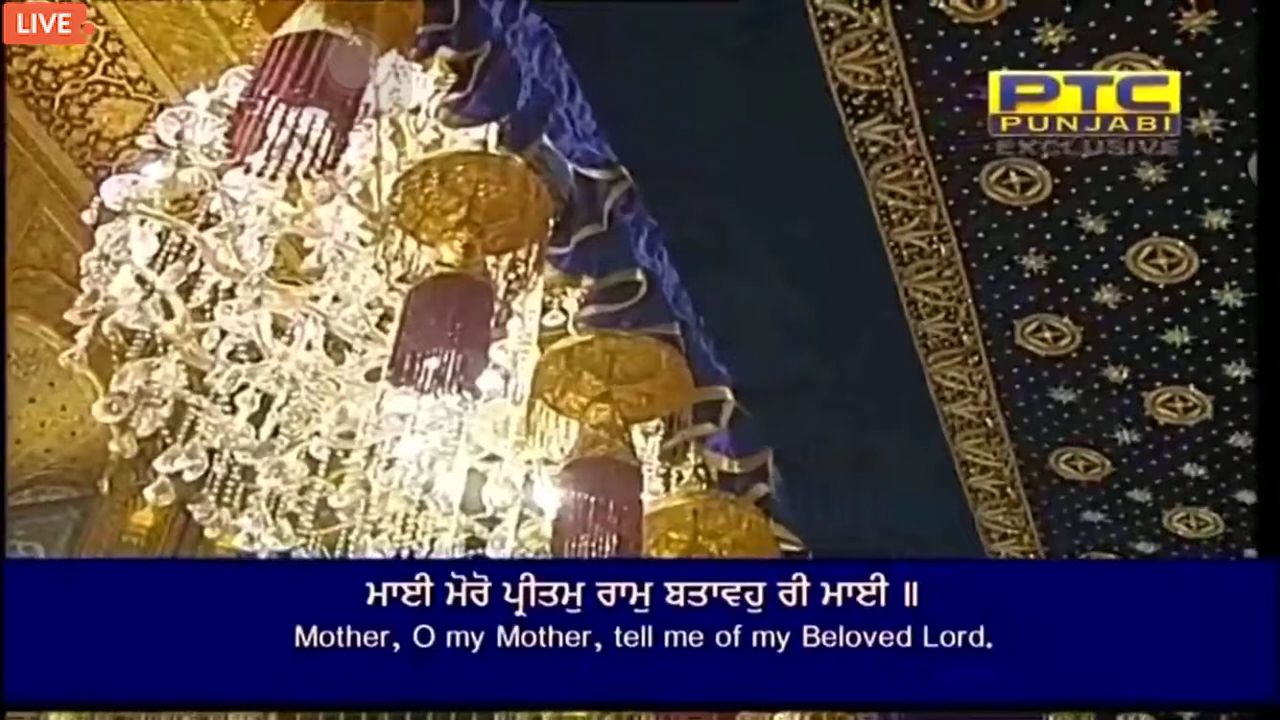 LIVE
PTC
PUNJABI
EXCLUSIVE
ਮਾਈ ਮੋਰੋ ਪ੍ਰੀਤਮੁ ਰਾਮੁ ਬਤਾਵਹੁ ਰੀ ਮਾਈ ॥
Mother, O my Mother, tell me of my Beloved Lord.